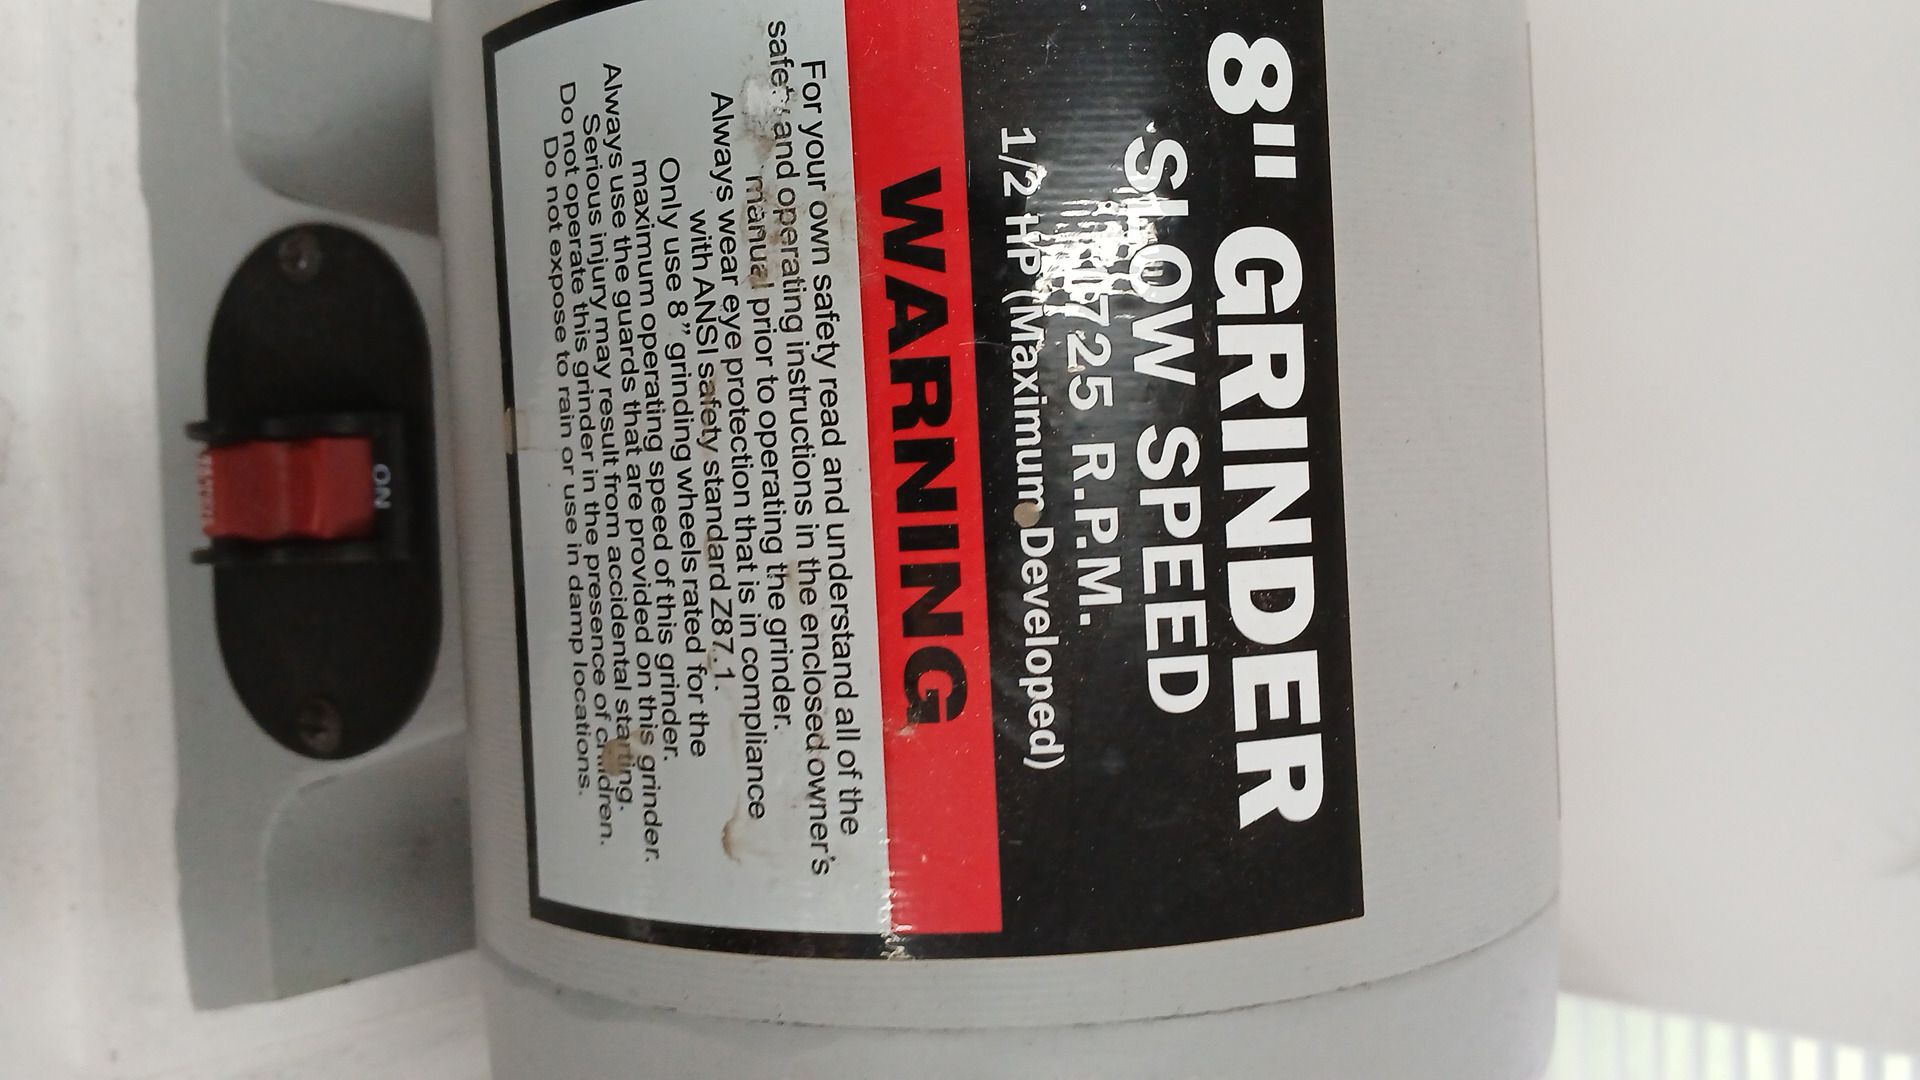 8" GRINDER
SLOW SPEED
1725 R.P.M.
1/2 HP (Maximum Developed)
WARNING
For your own safety read and understand all of the
safety and operating instructions in the enclosed owner's
manual prior to operating the grinder.
Always wear eye protection that is in compliance
with ANSI safety standard Z87.1.
Only use 8” grinding wheels rated for the
maximum operating speed of this grinder.
Always use the guards that are provided on this grinder.
Serious injury may result from accidental starting.
Do not operate this grinder in the presence of children.
Do not expose to rain or use in damp locations.
ON